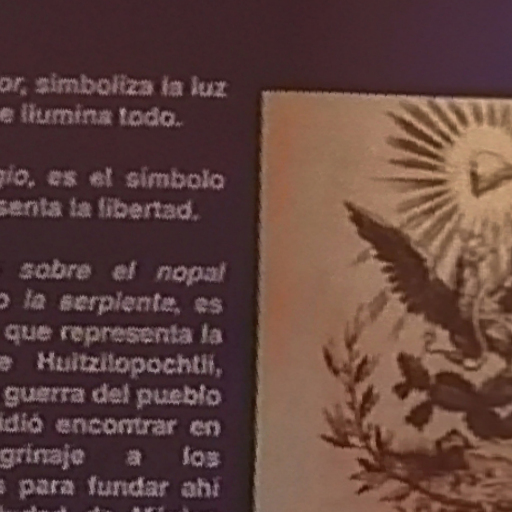 or, simboliza la luz
e ilumina todo.
gio, es el símbolo
senta la libertad.
sobre el nopal
o la serpiente, es
que representa la
e Huitzilopochtli,
guerra del pueblo
idió encontrar en
grinaje a los
s para fundar ahí